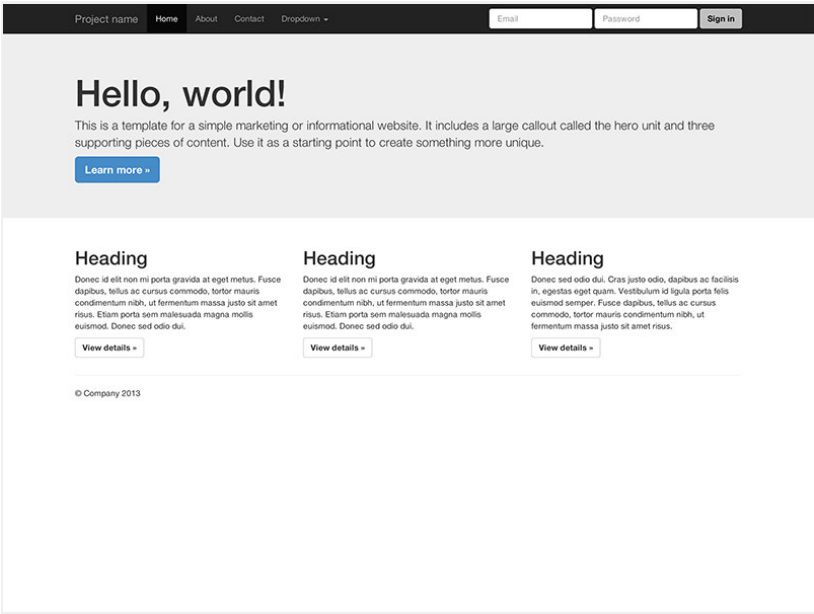 Project name Home About Contact Dropdown Email Password Sign in
Hello, world!
This is a template for a simple marketing or informational website. It includes a large callout called the hero unit and three
supporting pieces of content. Use it as a starting point to create something more unique.
Learn more »
Heading
Donec id elit non mi porta gravida at eget metus. Fusce
dapibus, tellus ac cursus commodo, tortor mauris
condimentum nibh, ut fermentum massa justo sit amet
risus. Etiam porta sem malesuada magna mollis
euismod. Donec sed odio dui.
View details »
Heading
Donec id elit non mi porta gravida at eget metus. Fusce
dapibus, tellus ac cursus commodo, tortor mauris
condimentum nibh, ut fermentum massa justo sit amet
risus. Etiam porta sem malesuada magna mollis
euismod. Donec sed odio dui.
View details »
Heading
Donec sed odio dui. Cras justo odio, dapibus ac facilisis
in, egestas eget quam. Vestibulum id ligula porta felis
euismod semper. Fusce dapibus, tellus ac cursus
commodo, tortor mauris condimentum nibh, ut
fermentum massa justo sit amet risus.
View details »
© Company 2013